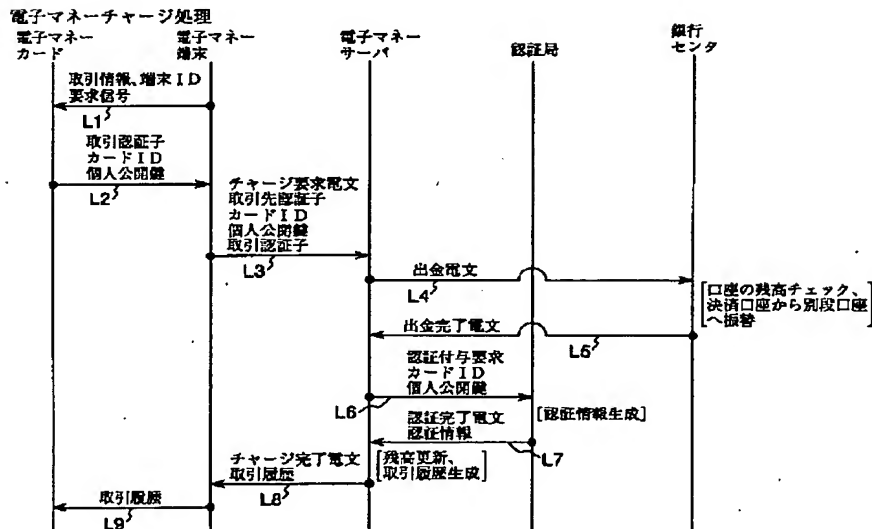 電子マネーチャージ処理
電子マネー
カード
電子マネー
端末
電子マネー
サーバ
認証局
銀行
センタ
取引情報、端末ID
要求信号
L1
取引認証子
カードID
個人公開鍵
L2
チャージ要求電文
取引先認証子
カードID
個人公開鍵
取引認証子
L3
出金電文
L4
[口座の残高チェック、
決済口座から別段口座
へ振替]
出金完了電文
L5
認証付与要求
カードID
個人公開鍵
L6
[認証情報生成]
認証完了電文
認証情報
L7
チャージ完了電文
取引履歴
L8
[残高更新、
取引履歴生成]
取引履歴
L9